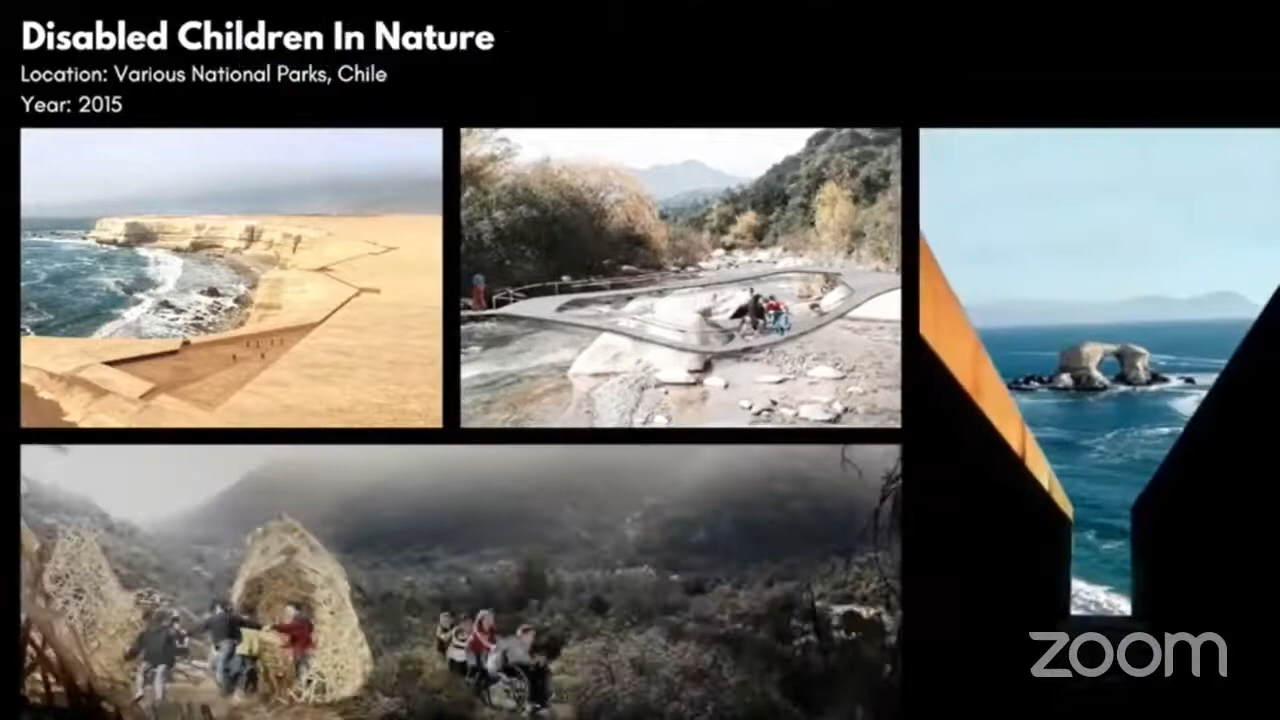 Disabled Children In Nature
Location: Various National Parks, Chile
Year: 2015
zoom